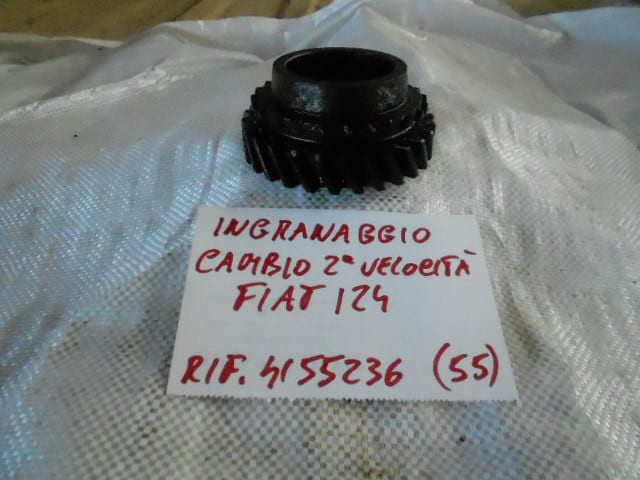 INGRANAGGIO
CAMBIO 2ª VELOCITÀ
FIAT 124
RIF. 4155236 (55)